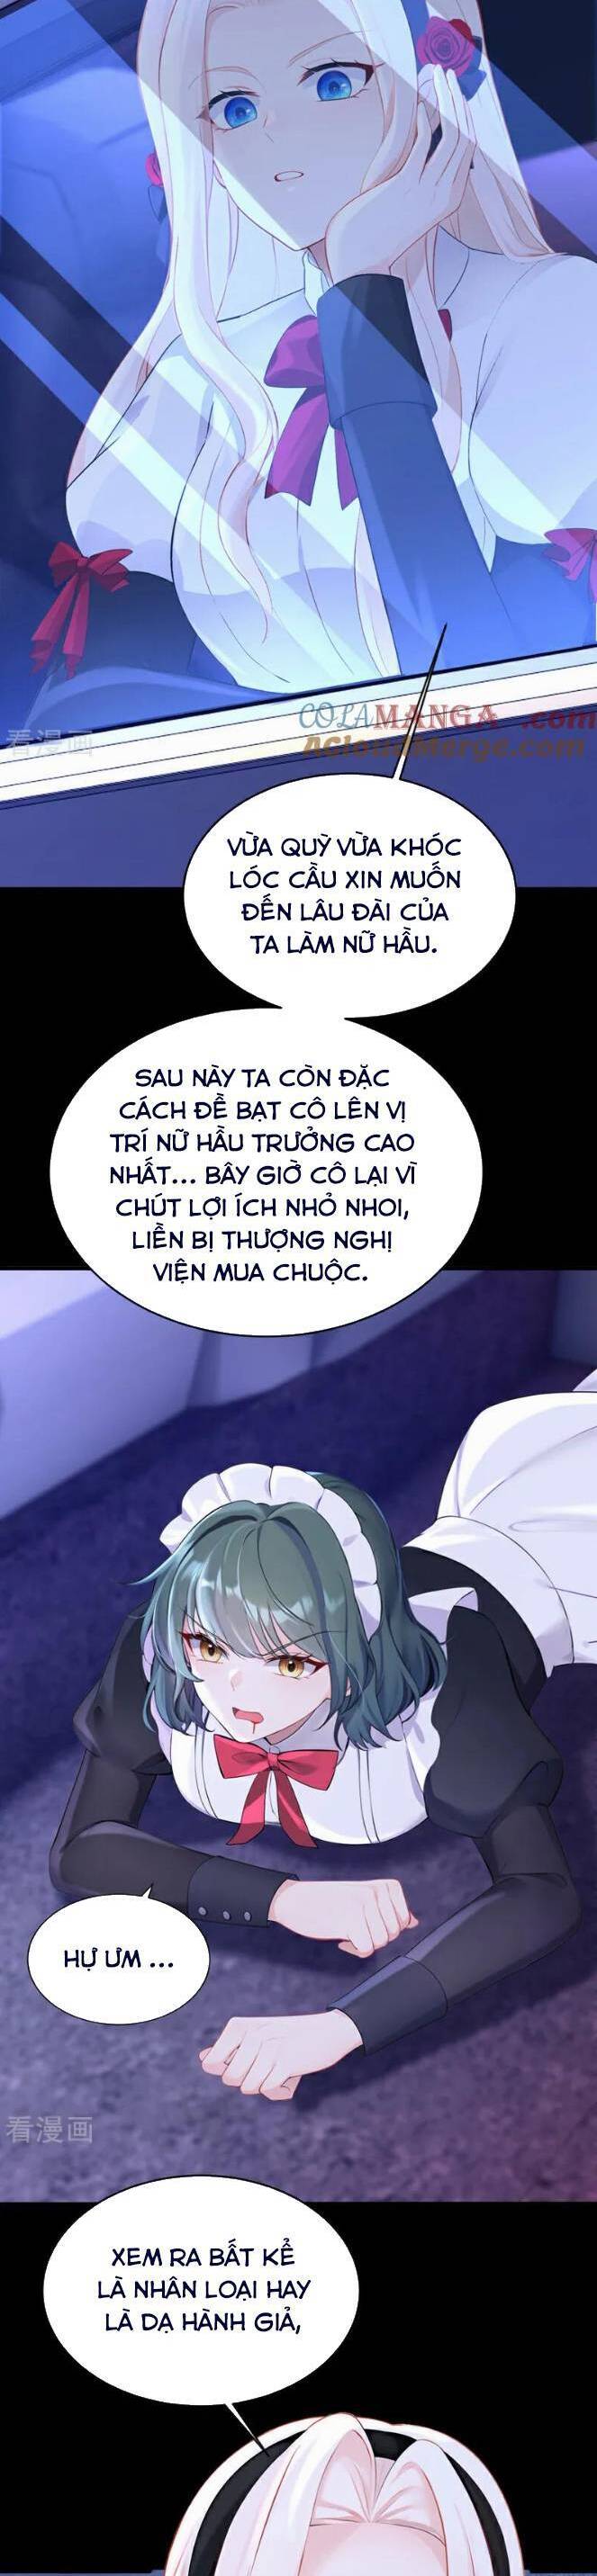 COLAMANGA.com
看漫画
ACloudMerge.com
VỪA QUỲ VỪA KHÓC
LÓC CẦU XIN MUỐN
ĐẾN LÂU ĐÀI CỦA
TA LÀM NỮ HẦU.
SAU NÀY TA CÒN ĐẶC
CÁCH ĐỀ BẠT CÔ LÊN VỊ
TRÍ NỮ HẦU TRƯỞNG CAO
NHẤT... BÂY GIỜ CÔ LẠI VÌ
CHÚT LỢI ÍCH NHỎ NHOI,
LIỀN BỊ THƯỢNG NGHỊ
VIỆN MUA CHUỘC.
HỰ ƯM ...
看漫画
XEM RA BẤT KỂ
LÀ NHÂN LOẠI HAY
LÀ DẠ HÀNH GIẢ,